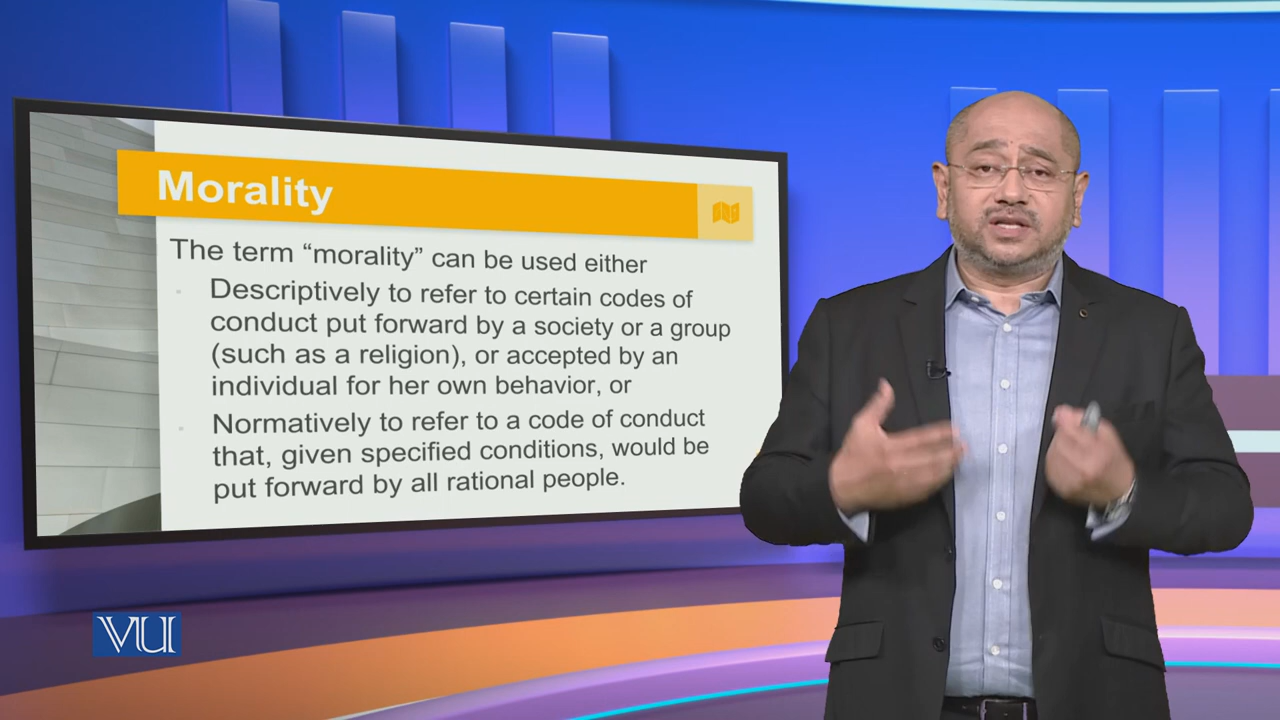 Morality
The term “morality” can be used either
Descriptively to refer to certain codes of
conduct put forward by a society or a group
(such as a religion), or accepted by an
individual for her own behavior, or
Normatively to refer to a code of conduct
that, given specified conditions, would be
put forward by all rational people.
VU